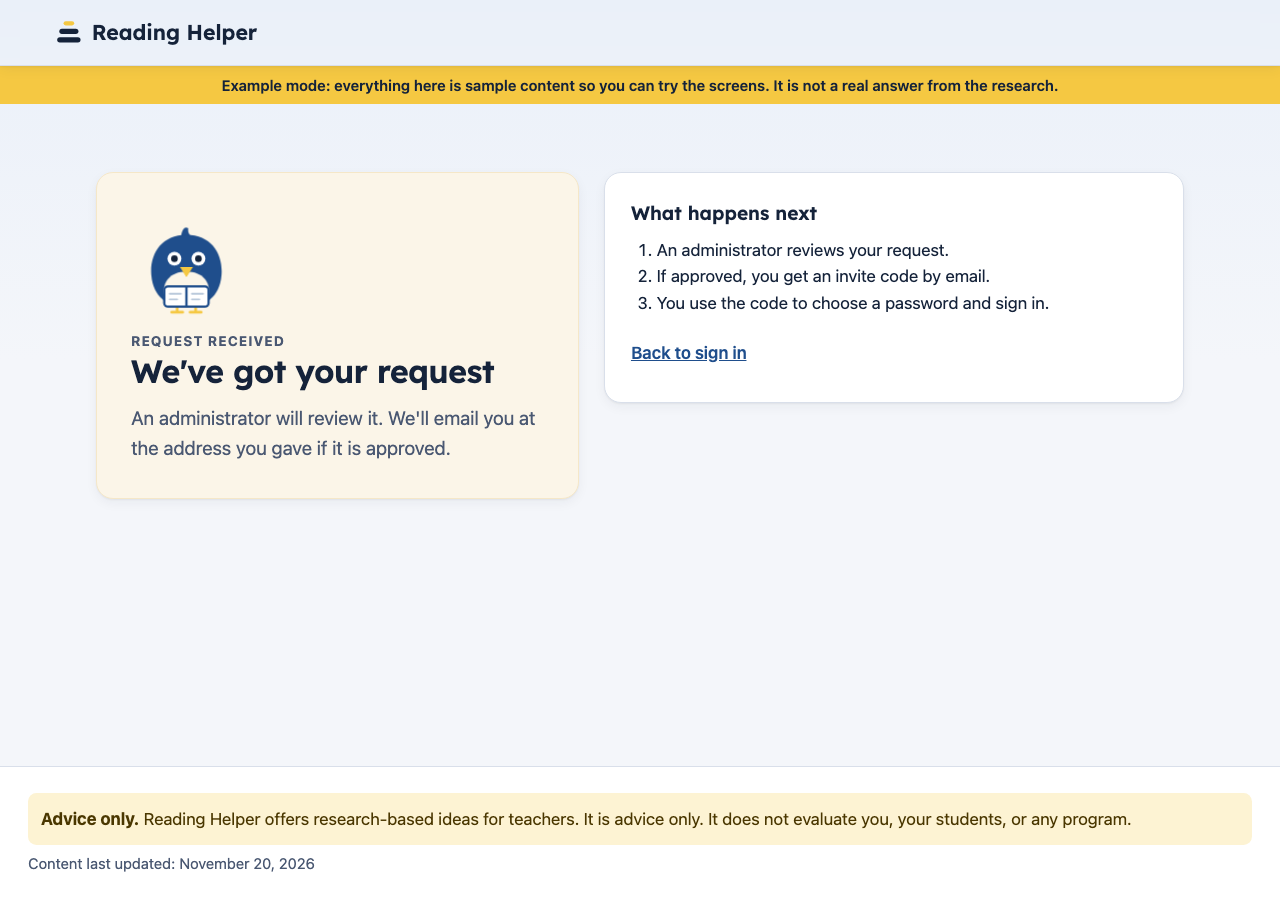 Reading Helper
Example mode: everything here is sample content so you can try the screens. It is not a real answer from the research.
REQUEST RECEIVED
We've got your request
An administrator will review it. We'll email you at
the address you gave if it is approved.
What happens next
1. An administrator reviews your request.
2. If approved, you get an invite code by email.
3. You use the code to choose a password and sign in.
Back to sign in
Advice only. Reading Helper offers research-based ideas for teachers. It is advice only. It does not evaluate you, your students, or any program.
Content last updated: November 20, 2026